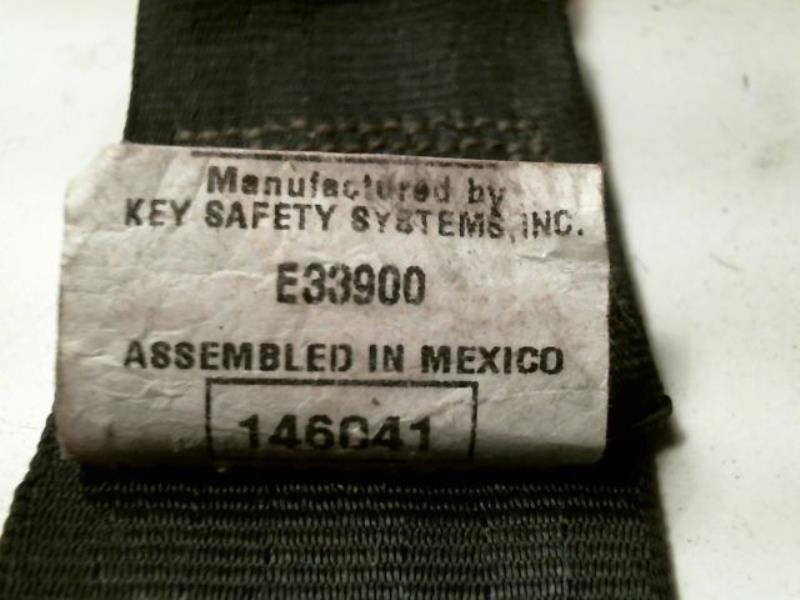 Manufactured by
KEY SAFETY SYSTEMS, INC.
E33900
ASSEMBLED IN MEXICO
146041